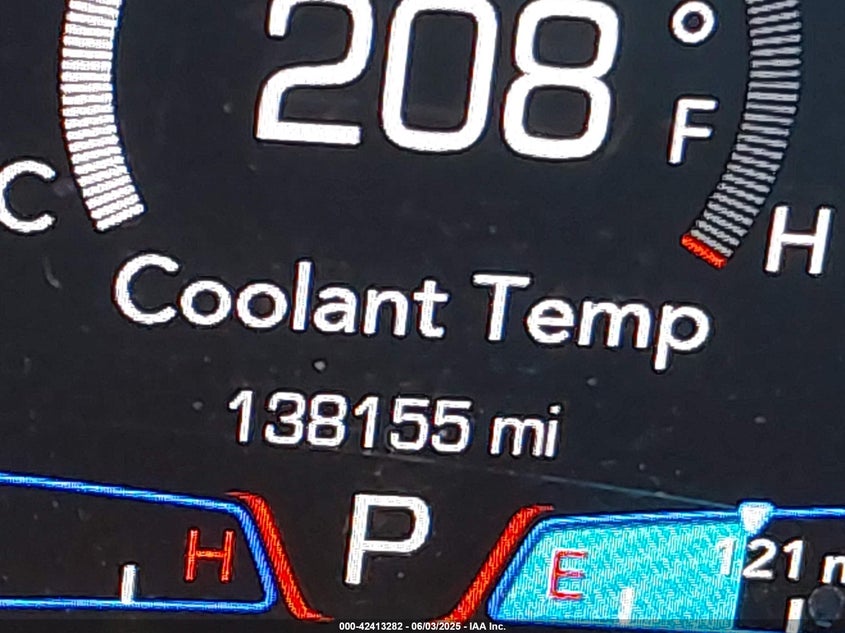 208 ° F
C
H
Coolant Temp
138155 mi
P
H
E
121
000-42413282 - 06/03/2025 - IAA Inc.